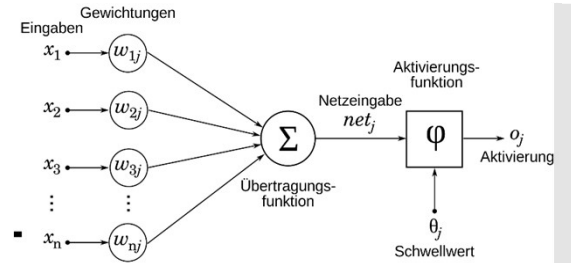 Gewichtungen
Eingaben
x₁ w₁ⱼ
x₂ w₂ⱼ
x₃ w₃ⱼ
⋮ ⋮
xₙ wₙⱼ
Σ
Übertragungs-
funktion
Netzeingabe
netⱼ
Aktivierungs-
funktion
φ
oⱼ
Aktivierung
θⱼ
Schwellwert